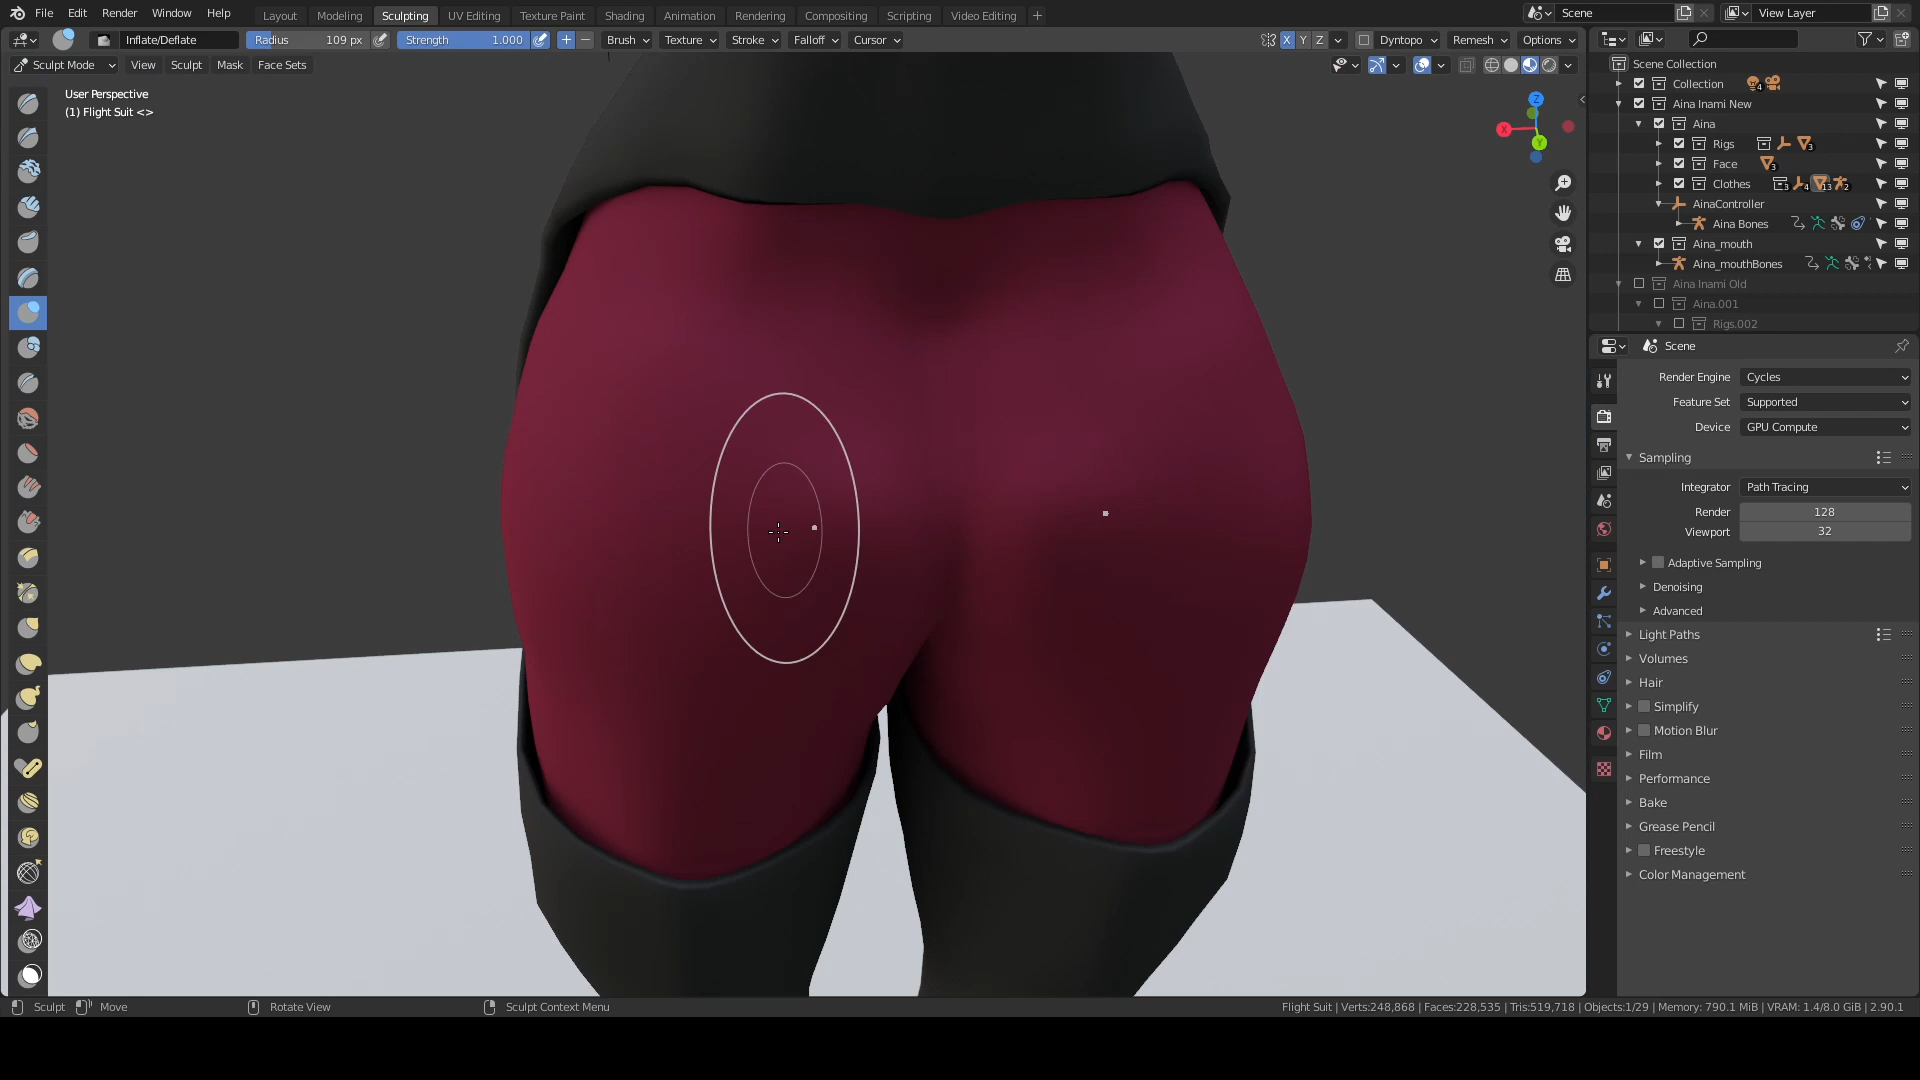 File Edit Render Window Help Layout Modeling Sculpting UV Editing Texture Paint Shading Animation Rendering Compositing Scripting Video Editing + Scene View Layer
Inflate/Deflate Radius 109 px Strength 1.000 + − Brush Texture Stroke Falloff Cursor X Y Z Dyntopo Remesh Options
Sculpt Mode View Sculpt Mask Face Sets
User Perspective
(1) Flight Suit <>
Z
X
Y
Scene Collection
Collection 4
Aina Inami New
Aina
Rigs 3
Face 3
Clothes 3 4 13 2
AinaController
Aina Bones
Aina_mouth
Aina_mouthBones
Aina Inami Old
Aina.001
Rigs.002
Scene
Render Engine Cycles
Feature Set Supported
Device GPU Compute
Sampling
Integrator Path Tracing
Render 128
Viewport 32
Adaptive Sampling
Denoising
Advanced
Light Paths
Volumes
Hair
Simplify
Motion Blur
Film
Performance
Bake
Grease Pencil
Freestyle
Color Management
Sculpt Move Rotate View Sculpt Context Menu Flight Suit | Verts:248,868 | Faces:228,535 | Tris:519,718 | Objects:1/29 | Memory: 790.1 MiB | VRAM: 1.4/8.0 GiB | 2.90.1